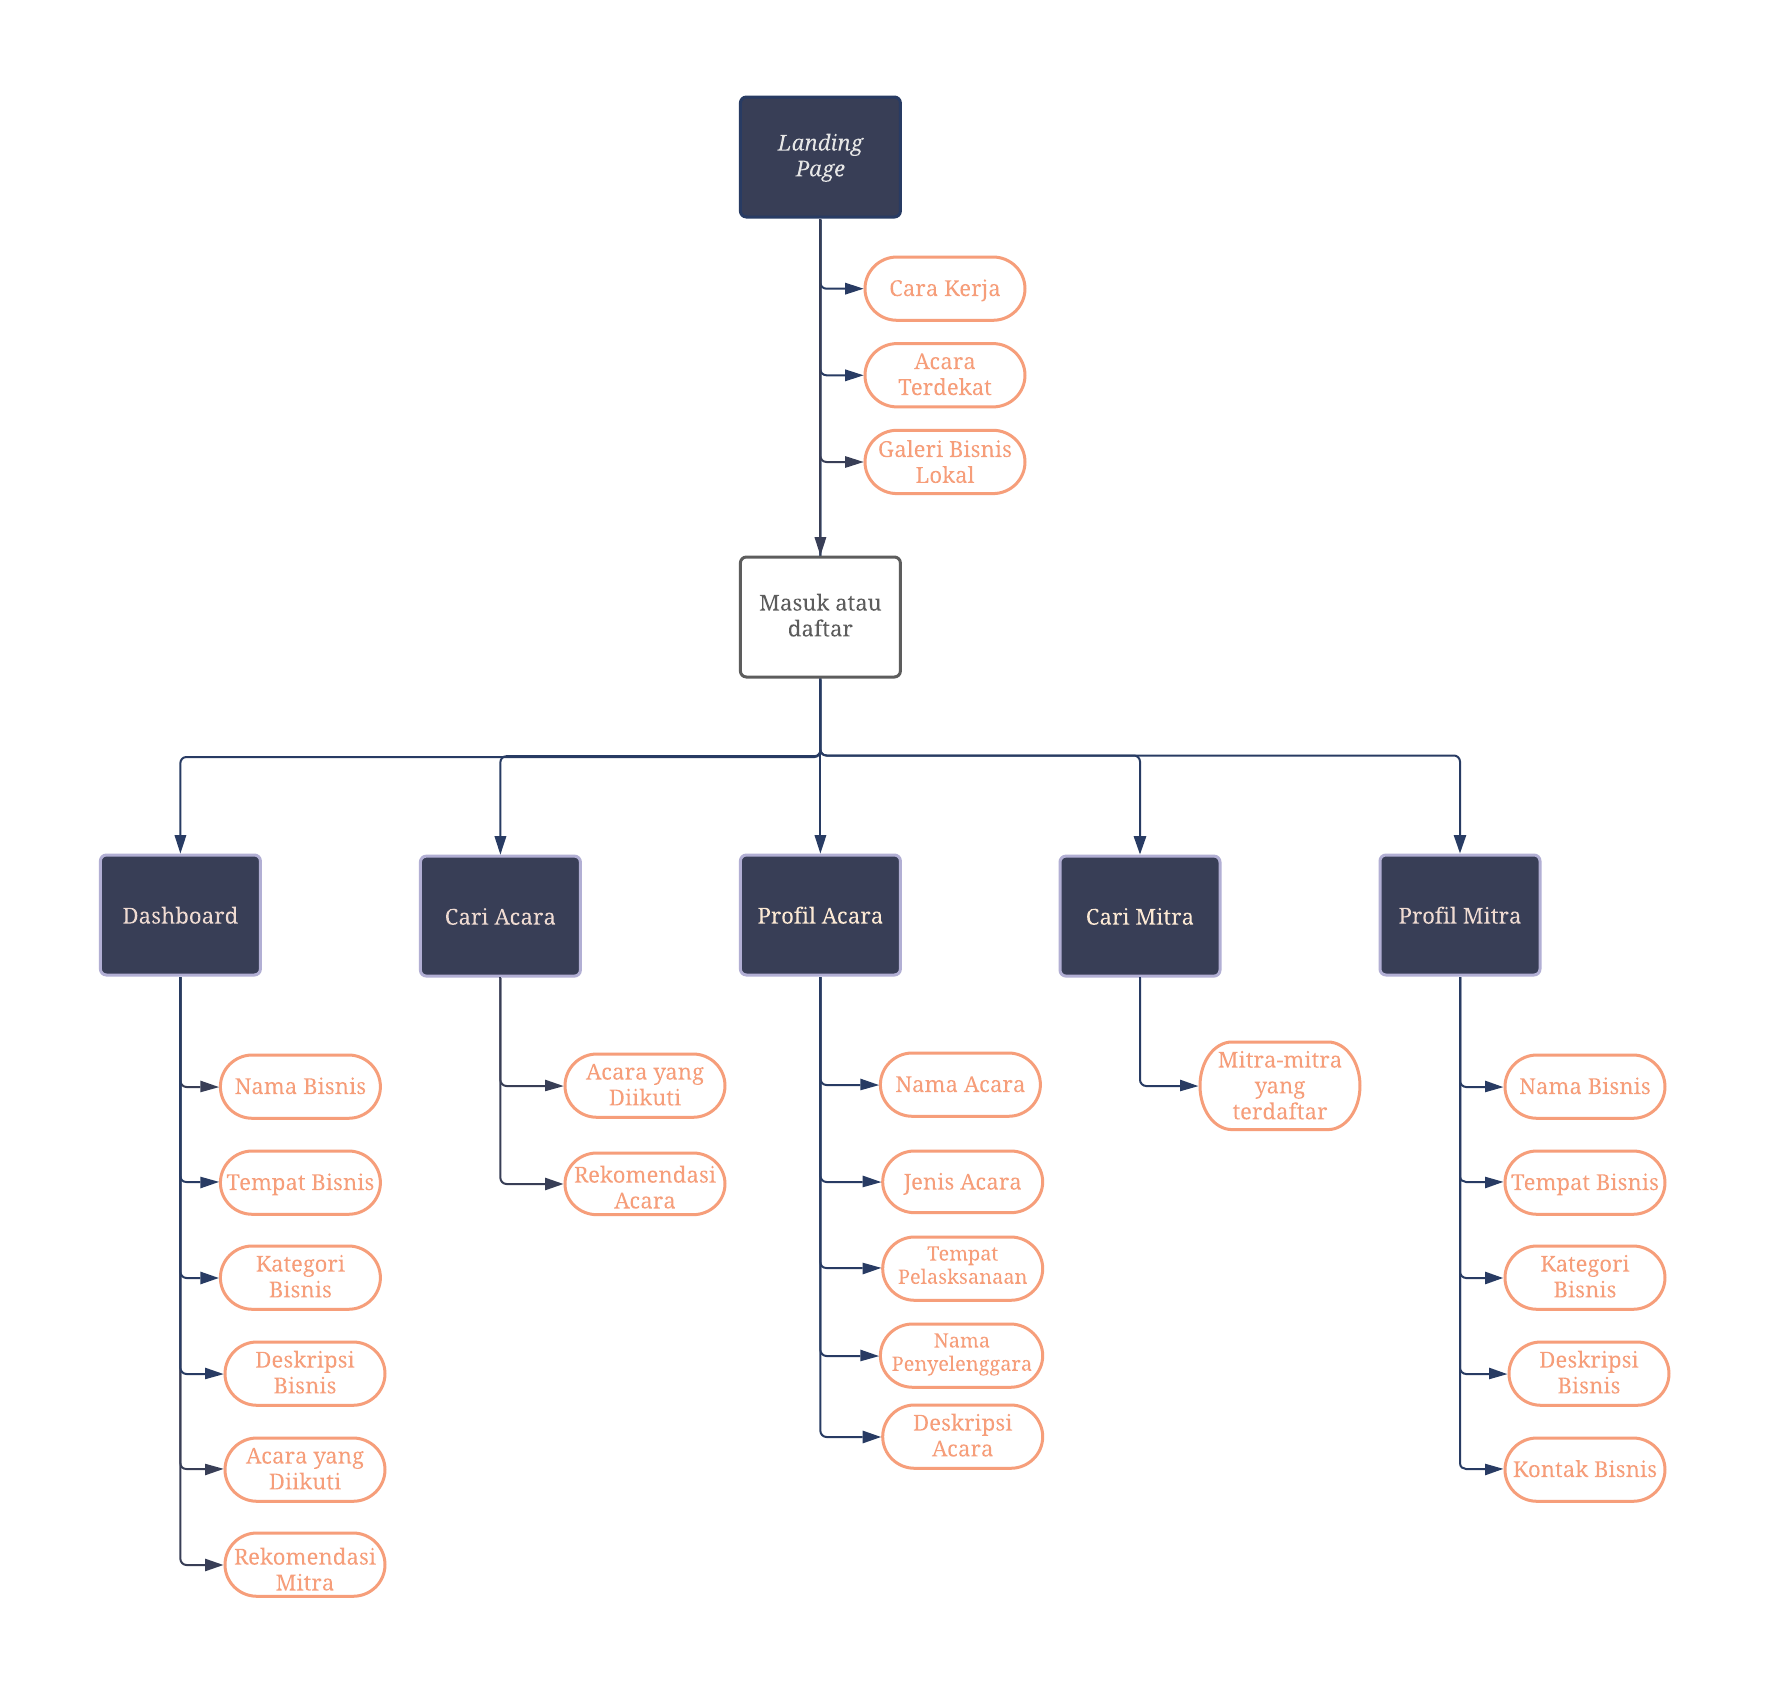 Landing
Page
Cara Kerja
Acara
Terdekat
Galeri Bisnis
Lokal
Masuk atau
daftar
Dashboard
Cari Acara
Profil Acara
Cari Mitra
Profil Mitra
Nama Bisnis
Tempat Bisnis
Kategori
Bisnis
Deskripsi
Bisnis
Acara yang
Diikuti
Rekomendasi
Mitra
Acara yang
Diikuti
Rekomendasi
Acara
Nama Acara
Jenis Acara
Tempat
Pelasksanaan
Nama
Penyelenggara
Deskripsi
Acara
Mitra-mitra
yang
terdaftar
Nama Bisnis
Tempat Bisnis
Kategori
Bisnis
Deskripsi
Bisnis
Kontak Bisnis